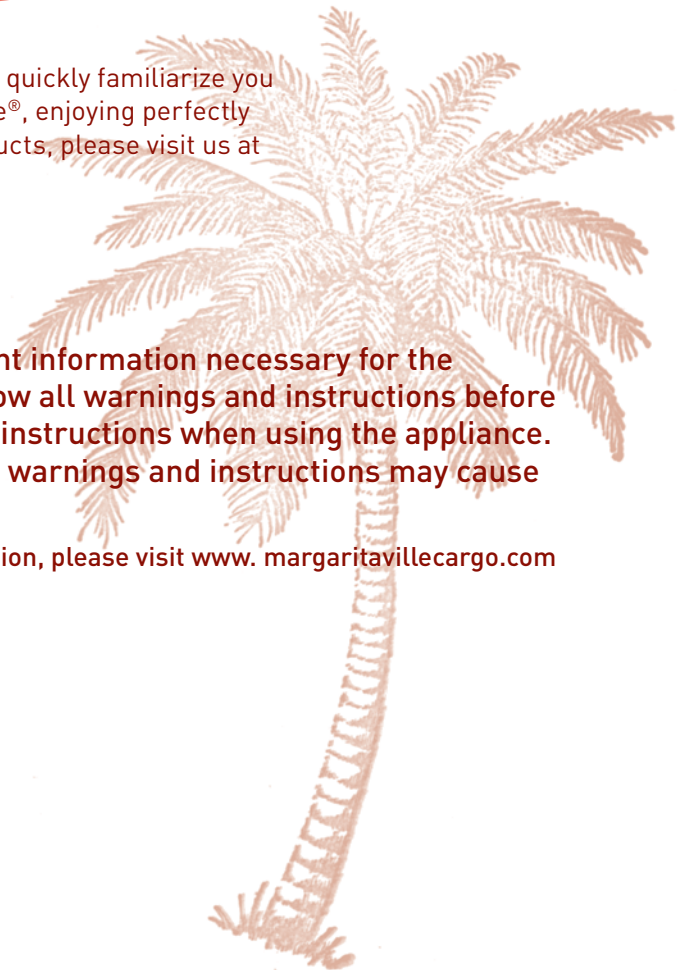 quickly familiarize you
e®, enjoying perfectly
ucts, please visit us at
nt information necessary for the
ow all warnings and instructions before
instructions when using the appliance.
warnings and instructions may cause
ion, please visit www. margaritavillecargo.com